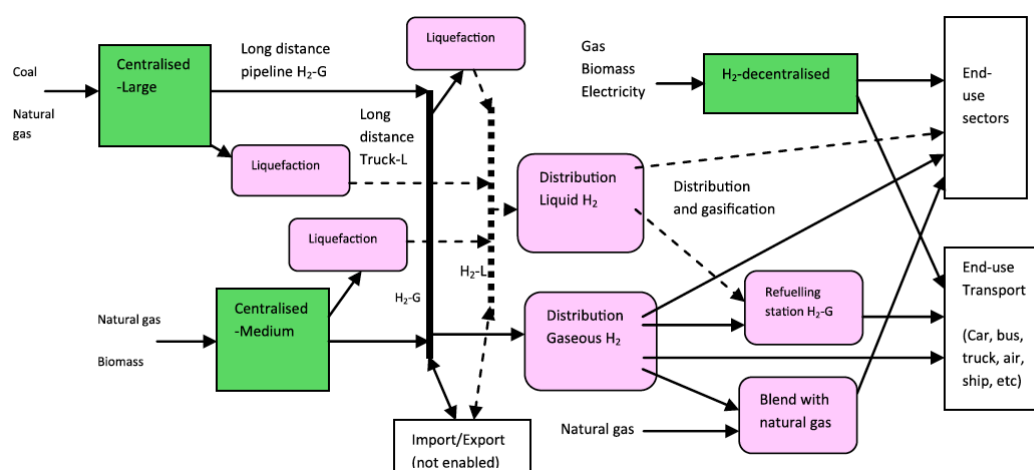 Coal
Natural
gas
Centralised
-Large
Long distance
pipeline H₂-G
Liquefaction
Long
distance
Truck-L
Liquefaction
Liquefaction
Natural gas
Biomass
Centralised
-Medium
H₂-G
H₂-L
Import/Export
(not enabled)
Gas
Biomass
Electricity
H₂-decentralised
Distribution
Liquid H₂
Distribution
and gasification
Distribution
Gaseous H₂
Refuelling
station H₂-G
Natural gas
Blend with
natural gas
End-
use
sectors
End-use
Transport
(Car, bus,
truck, air,
ship, etc)